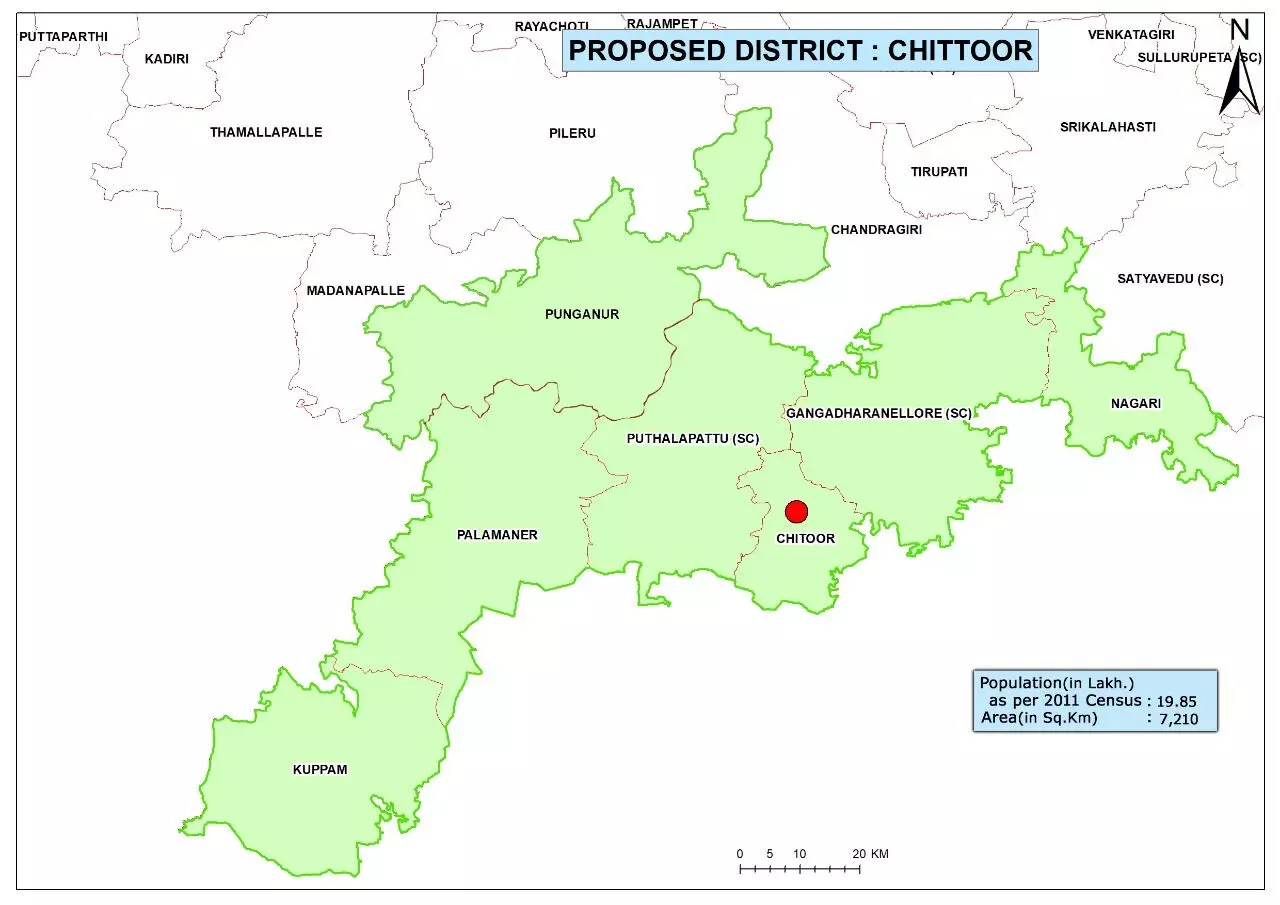 PUTTAPARTHI
KADIRI
RAYACHOTI
RAJAMPET
VENKATAGIRI
N
SULLURUPETA (SC)
PROPOSED DISTRICT : CHITTOOR
THAMALLAPALLE
PILERU
SRIKALAHASTI
TIRUPATI
CHANDRAGIRI
MADANAPALLE
SATYAVEDU (SC)
PUNGANUR
NAGARI
GANGADHARANELLORE (SC)
PUTHALAPATTU (SC)
PALAMANER
CHITOOR
KUPPAM
Population(in Lakh.)
as per 2011 Census : 19.85
Area(in Sq.Km) : 7,210
0 5 10 20 KM